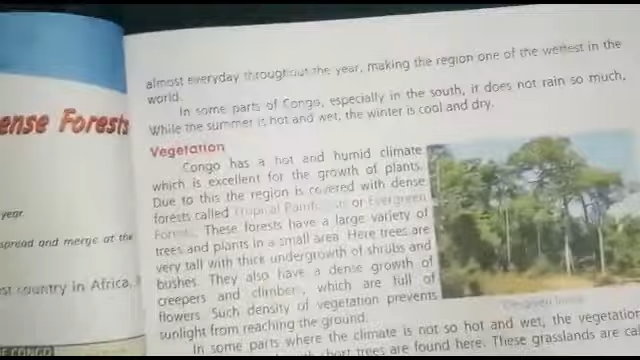 ense Forests
year.
spread and merge at the
st country in Africa.
almost everyday throughout the year, making the region one of the wettest in the
world.
In some parts of Congo, especially in the south, it does not rain so much.
While the summer is hot and wet, the winter is cool and dry.
Vegetation
Congo has a hot and humid climate
which is excellent for the growth of plants.
Due to this the region is covered with dense
forests called Tropical Rainforests or Evergreen
Forests. These forests have a large variety of
trees and plants in a small area. Here trees are
very tall with thick undergrowth of shrubs and
bushes. They also have a dense growth of
creepers and climbers, which are full of
flowers. Such density of vegetation prevents
sunlight from reaching the ground.
Evergreen forest
In some parts where the climate is not so hot and wet, the vegetation
short trees are found here. These grasslands are